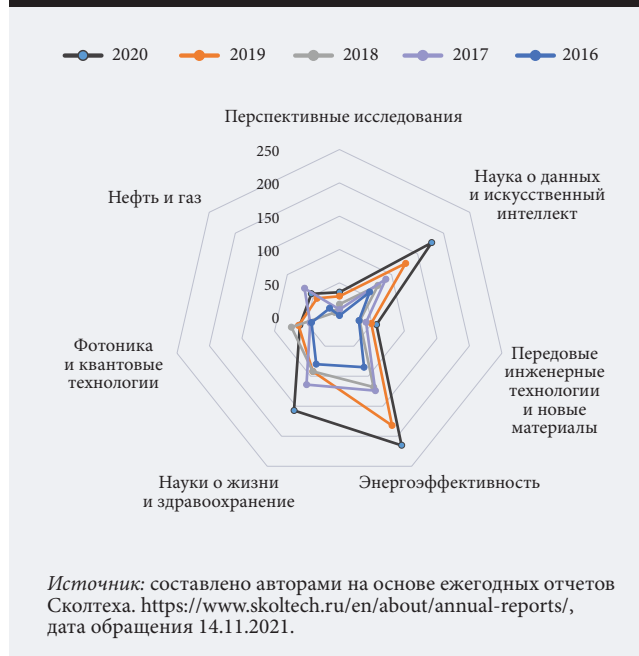 2020 2019 2018 2017 2016
Перспективные исследования
250
200
150
100
50
0
Наука о данных
и искусственный
интеллект
Нефть и газ
Фотоника
и квантовые
технологии
Передовые
инженерные
технологии
и новые
материалы
Науки о жизни
и здравоохранение
Энергоэффективность
Источник: составлено авторами на основе ежегодных отчетов
Сколтеха. https://www.skoltech.ru/en/about/annual-reports/,
дата обращения 14.11.2021.